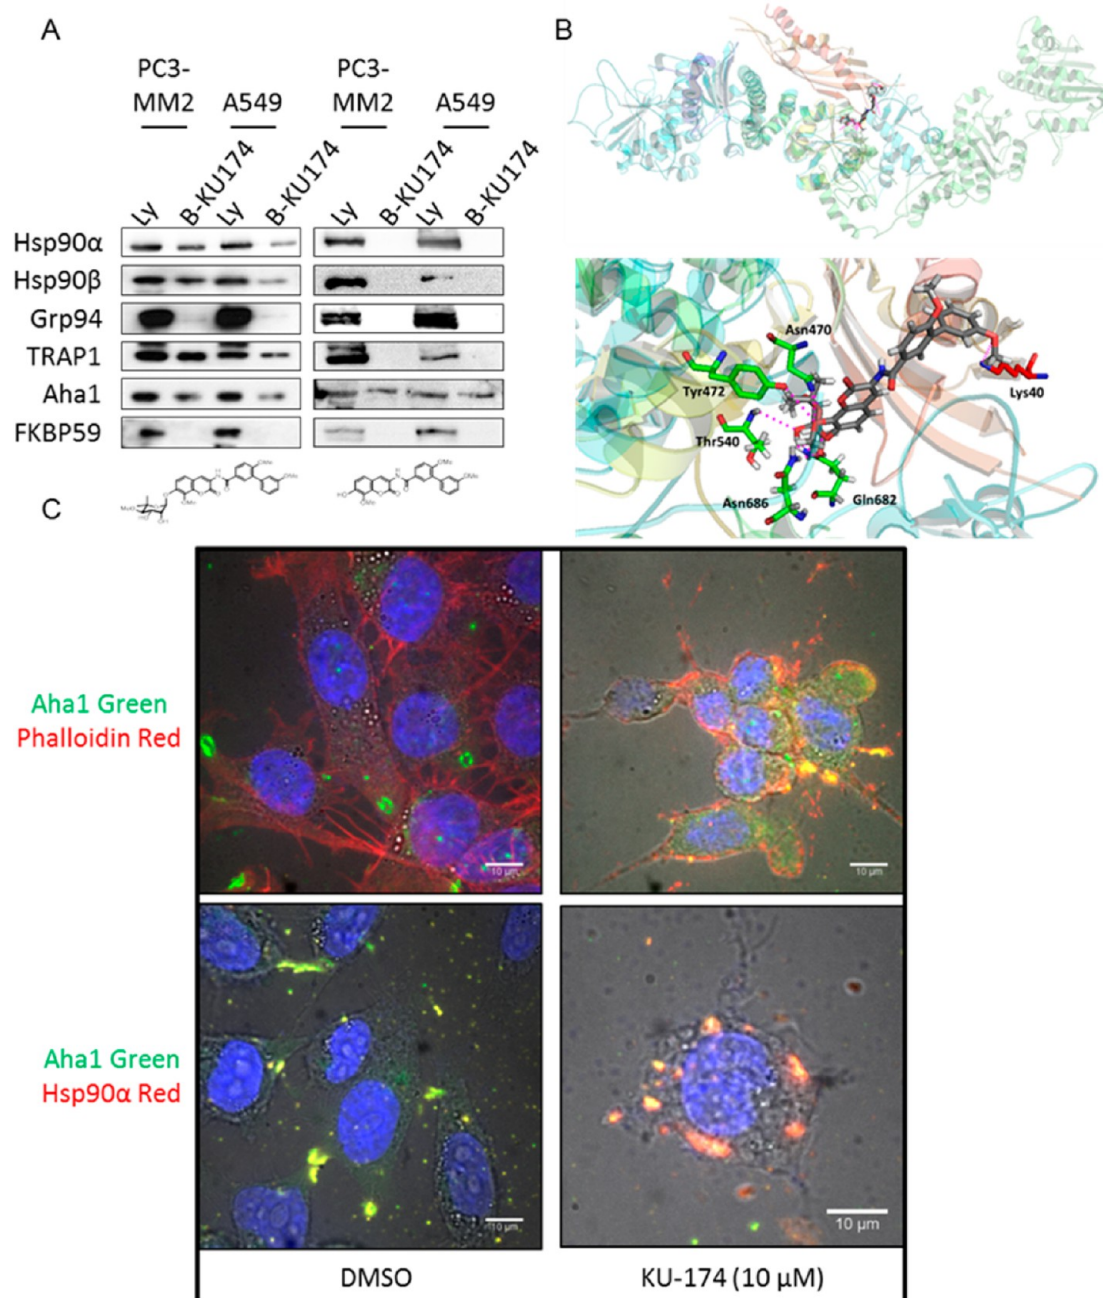 A
PC3-
MM2
A549
PC3-
MM2
A549
Ly
B-KU174
Ly
B-KU174
Ly
B-KU174
Ly
B-KU174
Hsp90α
Hsp90β
Grp94
TRAP1
Aha1
FKBP59
B
Asn470
Tyr472
Lys40
Thr540
Asn686
Gln682
C
Aha1 Green
Phalloidin Red
10 µm
10 µm
Aha1 Green
Hsp90α Red
10 µm
10 µm
DMSO
KU-174 (10 µM)